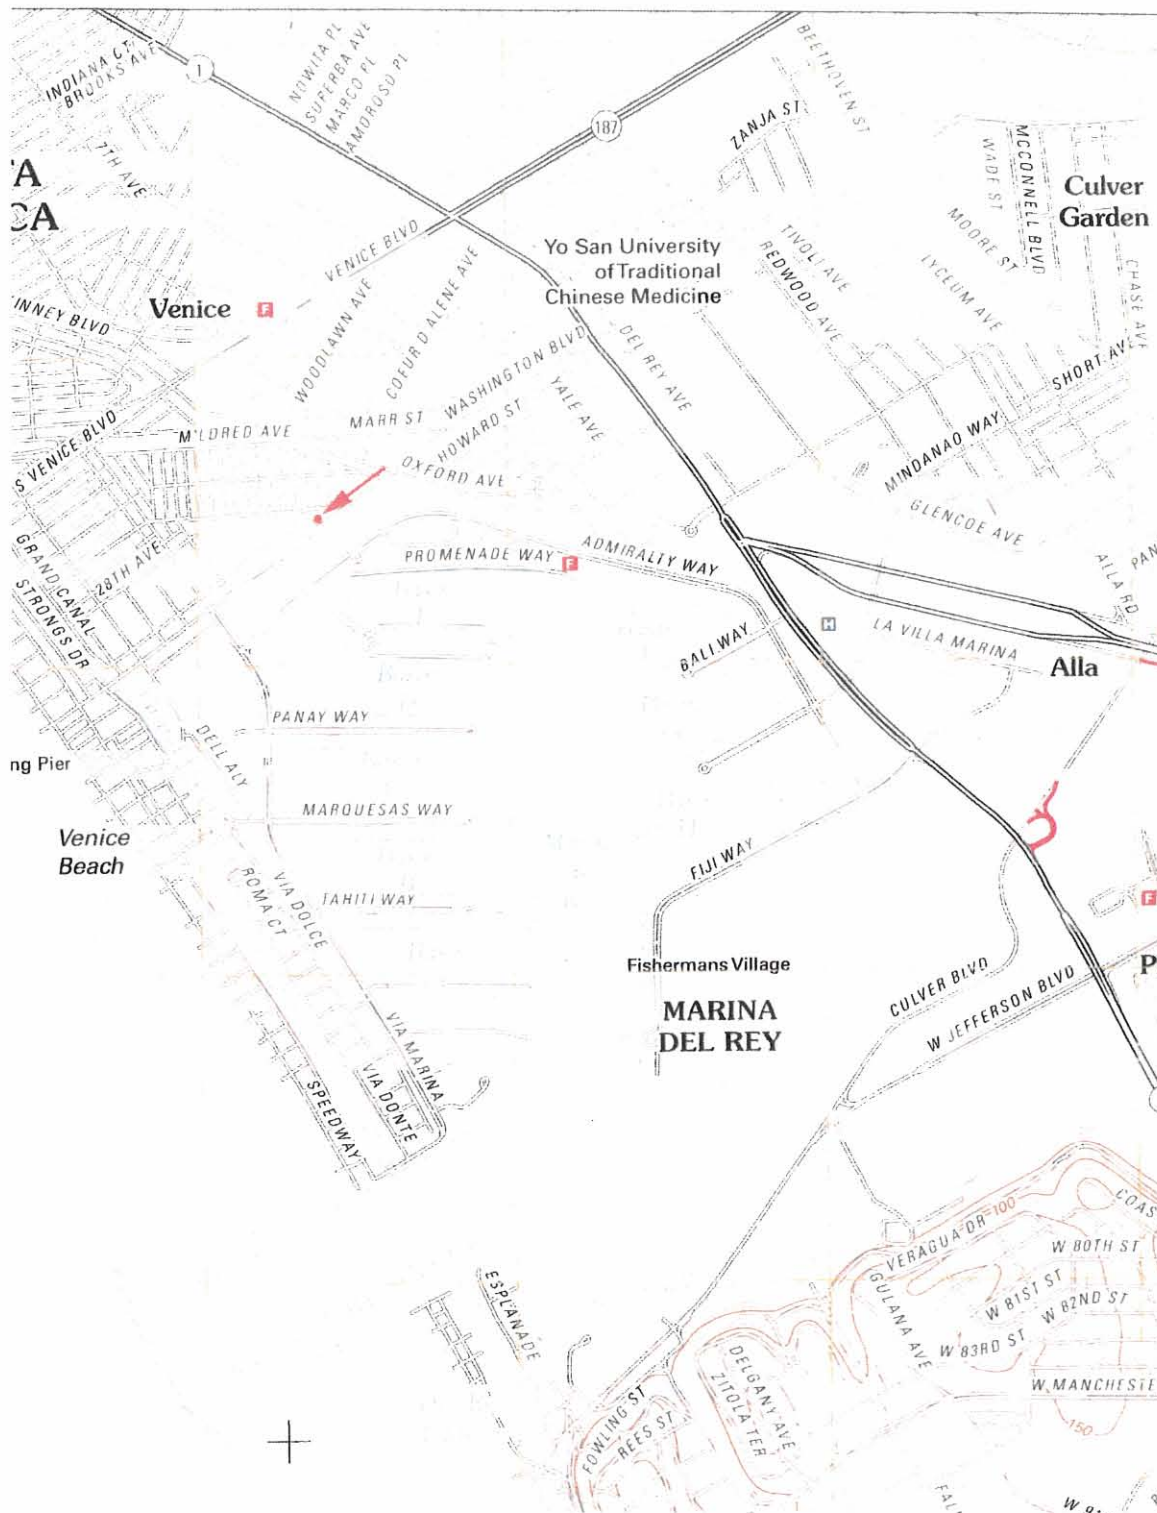 INDIANA CT
BROOKS AVE
7TH AVE
1
NOWITA PL
SUPERBA AVE
MARCO PL
AMOROSO PL
187
BEETHOVEN ST
ZANJA ST
WADE ST
MCCONNELL BLVD
Culver
Garden
TA
CA
VENICE BLVD
Yo San University
of Traditional
Chinese Medicine
TIVOLI AVE
REDWOOD AVE
MOORE ST
LYCEUM AVE
CHASE AVE
INNEY BLVD
Venice
F
WOODLAWN AVE
COEUR D ALENE AVE
WASHINGTON BLVD
DEL REY AVE
SHORT AVE
S VENICE BLVD
MILDRED AVE
MARR ST
HOWARD ST
YALE AVE
OXFORD AVE
MINDANAO WAY
GLENCOE AVE
GRAND CANAL
STRONGS DR
28TH AVE
PROMENADE WAY
F
ADMIRALTY WAY
ALLA RD
PAN
BALI WAY
H
LA VILLA MARINA
Alla
PANAY WAY
DELL ALY
ng Pier
MARQUESAS WAY
Venice
Beach
FIJI WAY
ROMA CT
VIA DOLCE
TAHITI WAY
F
Fishermans Village
MARINA
DEL REY
CULVER BLVD
W JEFFERSON BLVD
P
VIA MARINA
VIA DONTE
SPEEDWAY
VERAGUA DR
100
COAS
W 80TH ST
GULANA AVE
W 81ST ST
W 82ND ST
W 83RD ST
ESPLANADE
DELGANY AVE
ZITOLA TER
W MANCHESTE
FOWLING ST
REES ST
150
FAL
W 8